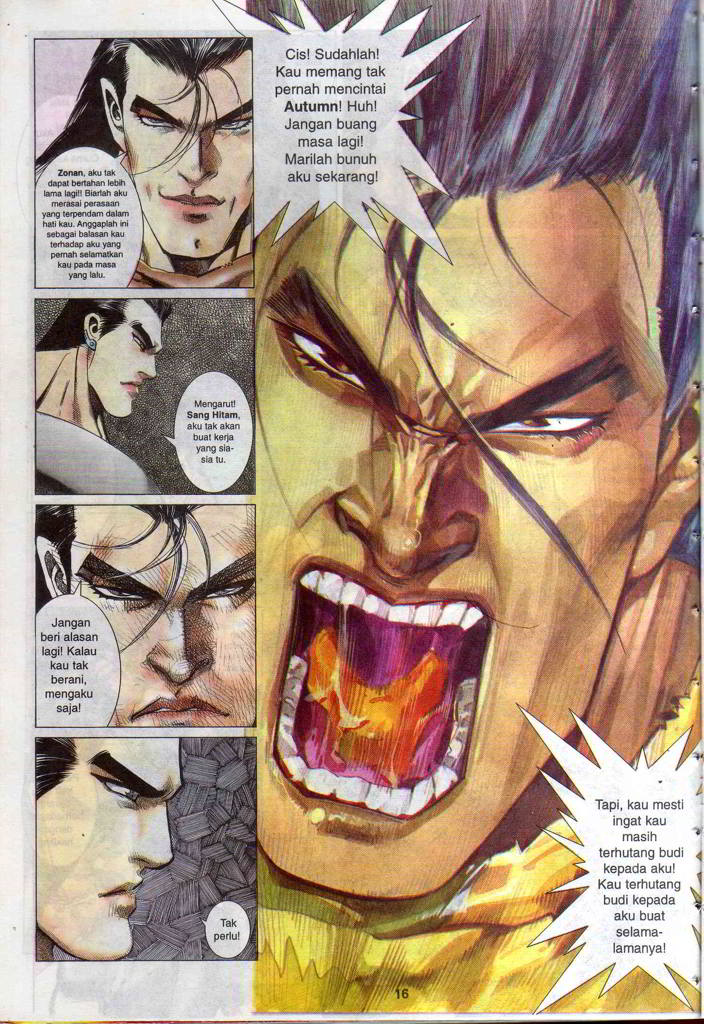 Zonan, aku tak
dapat bertahan lebih
lama lagi!! Biarlah aku
merasai perasaan
yang terpendam dalam
hati kau. Anggaplah ini
sebagai balasan kau
terhadap aku yang
pernah selamatkan
kau pada masa
yang lalu.
Mengarut!
Sang Hitam,
aku tak akan
buat kerja
yang sia-
sia tu.
Jangan
beri alasan
lagi! Kalau
kau tak
berani,
mengaku
saja!
Tak
perlu!
Cis! Sudahlah!
Kau memang tak
pernah mencintai
Autumn! Huh!
Jangan buang
masa lagi!
Marilah bunuh
aku sekarang!
Tapi, kau mesti
ingat kau
masih
terhutang budi
kepada aku!
Kau terhutang
budi kepada
aku buat
selama-
lamanya!
16